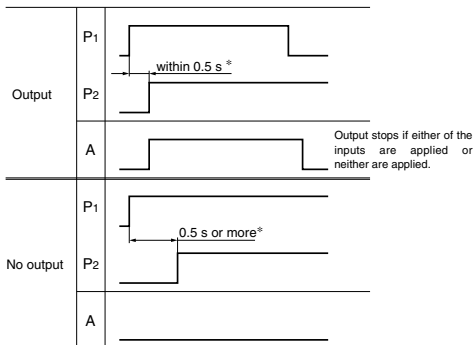 P1
within 0.5 s *
Output
P2
A
Output stops if either of the
inputs are applied or
neither are applied.
P1
0.5 s or more*
No output
P2
A